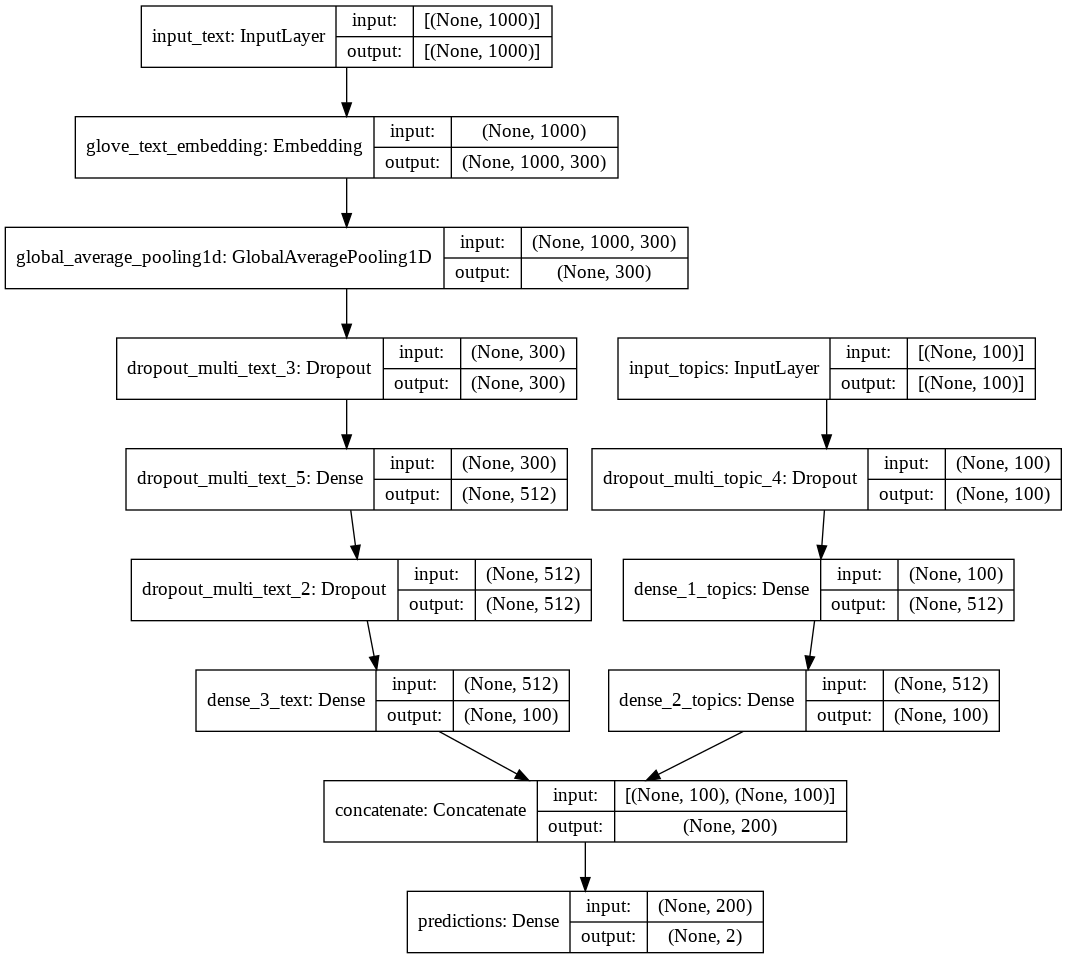 input_text: InputLayer
input: [(None, 1000)]
output: [(None, 1000)]
glove_text_embedding: Embedding
input: (None, 1000)
output: (None, 1000, 300)
global_average_pooling1d: GlobalAveragePooling1D
input: (None, 1000, 300)
output: (None, 300)
dropout_multi_text_3: Dropout
input: (None, 300)
output: (None, 300)
input_topics: InputLayer
input: [(None, 100)]
output: [(None, 100)]
dropout_multi_text_5: Dense
input: (None, 300)
output: (None, 512)
dropout_multi_topic_4: Dropout
input: (None, 100)
output: (None, 100)
dropout_multi_text_2: Dropout
input: (None, 512)
output: (None, 512)
dense_1_topics: Dense
input: (None, 100)
output: (None, 512)
dense_3_text: Dense
input: (None, 512)
output: (None, 100)
dense_2_topics: Dense
input: (None, 512)
output: (None, 100)
concatenate: Concatenate
input: [(None, 100), (None, 100)]
output: (None, 200)
predictions: Dense
input: (None, 200)
output: (None, 2)